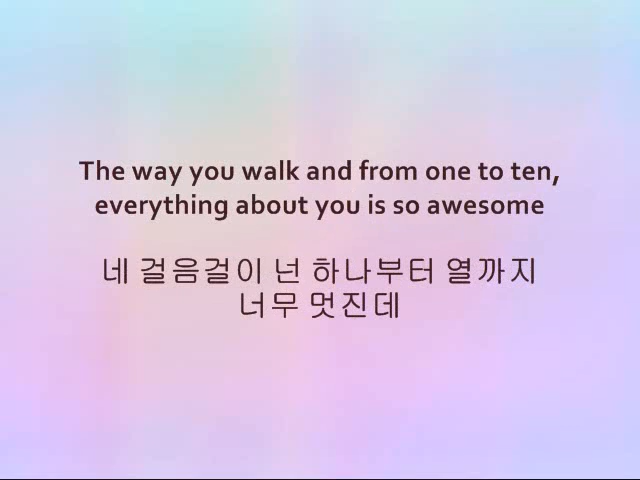 The way you walk and from one to ten,
everything about you is so awesome
네 걸음걸이 넌 하나부터 열까지
너무 멋진데